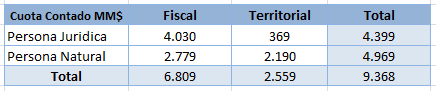 Cuota Contado MM$ Fiscal Territorial Total
Persona Juridica 4.030 369 4.399
Persona Natural 2.779 2.190 4.969
Total 6.809 2.559 9.368